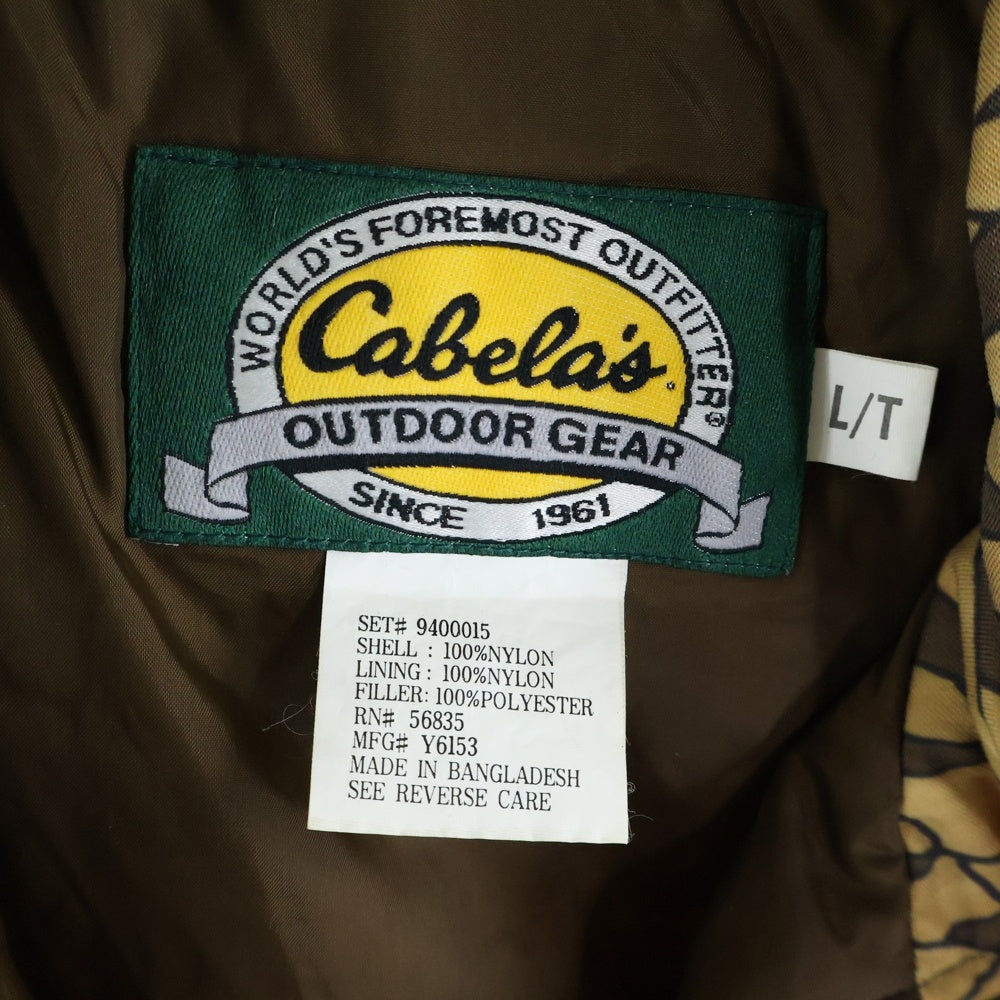 WORLD'S FOREMOST OUTFITTER®
Cabela's
OUTDOOR GEAR
SINCE 1961
L/T
SET# 9400015
SHELL : 100%NYLON
LINING : 100%NYLON
FILLER: 100%POLYESTER
RN# 56835
MFG# Y6153
MADE IN BANGLADESH
SEE REVERSE CARE